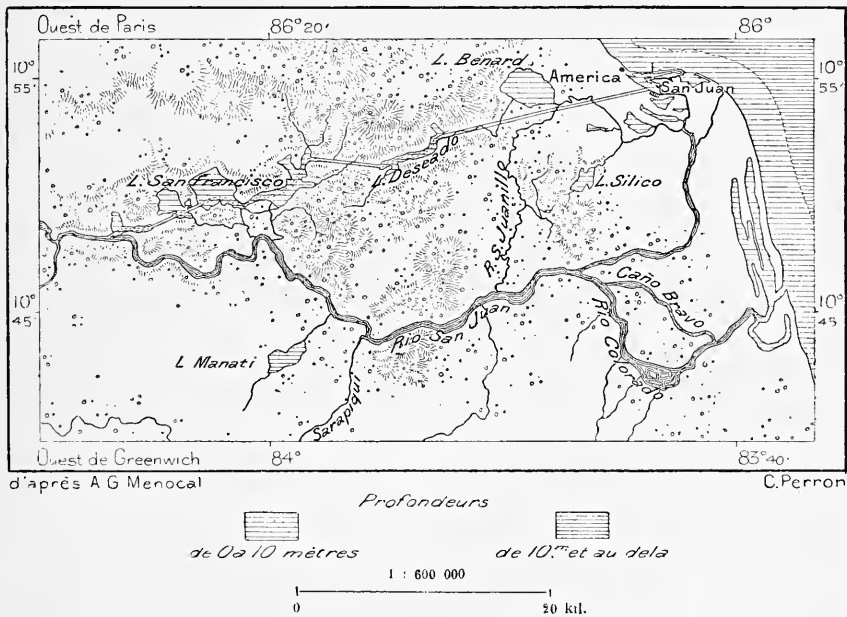 Ouest de Paris 86°20' 86°
10° 55'
10° 55'
L. Benard
America
San Juan
L. San Francisco
L. Deseado
L. Silico
R. S. Juanillo
10° 45'
10° 45'
Caño Bravo
Rio San Juan
Rio Colorado
L Manati
Sarapiqui
Ouest de Greenwich 84° 83°40'
d'après A G Menocal C. Perron
Profondeurs
de 0 à 10 mètres de 10.m et au dela
1 : 600 000
0 20 kil.